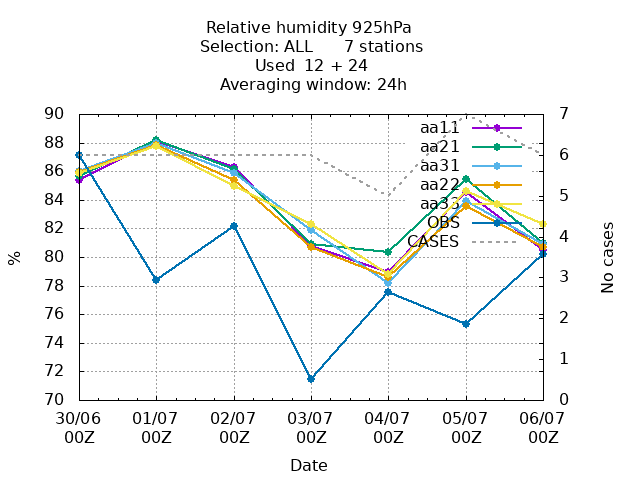 Relative humidity 925hPa
Selection: ALL 7 stations
Used 12 + 24
Averaging window: 24h
90
88
86
84
82
80
78
76
74
72
70
%
7
6
5
4
3
2
1
0
No cases
aa11
aa21
aa31
aa22
aa33
OBS
CASES
30/06 01/07 02/07 03/07 04/07 05/07 06/07
00Z 00Z 00Z 00Z 00Z 00Z 00Z
Date